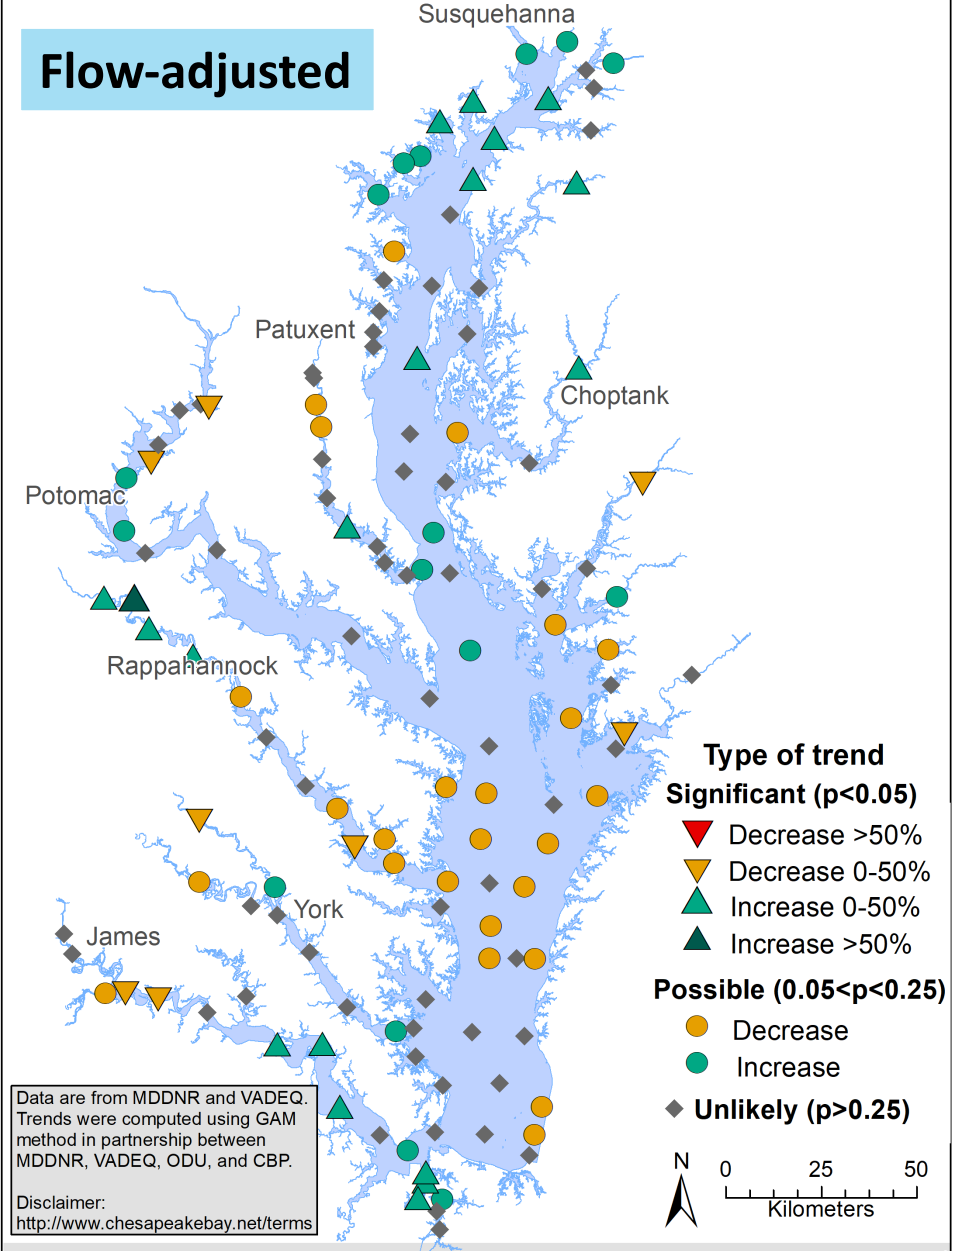 Susquehanna
Flow-adjusted
Patuxent
Choptank
Potomac
Rappahannock
York
James
Type of trend
Significant (p<0.05)
Decrease >50%
Decrease 0-50%
Increase 0-50%
Increase >50%
Possible (0.05<p<0.25)
Decrease
Increase
Unlikely (p>0.25)
Data are from MDDNR and VADEQ.
Trends were computed using GAM
method in partnership between
MDDNR, VADEQ, ODU, and CBP.
Disclaimer:
http://www.chesapeakebay.net/terms
N
0 25 50
Kilometers